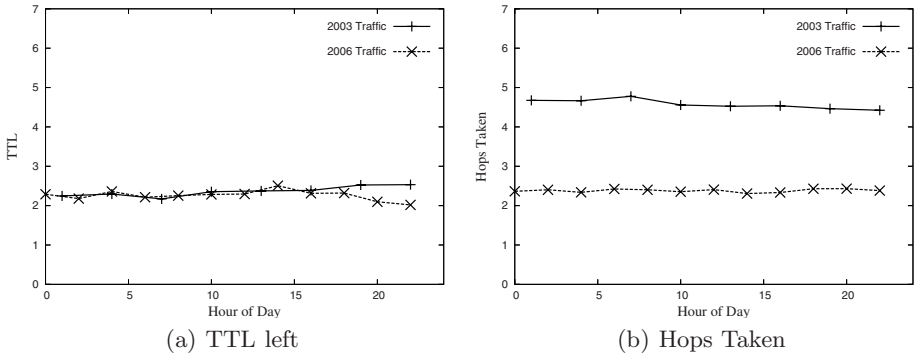 7
6
5
4
3
2
1
0
TTL
2003 Traffic
2006 Traffic
0 5 10 15 20
Hour of Day
(a) TTL left
7
6
5
4
3
2
1
0
Hops Taken
2003 Traffic
2006 Traffic
0 5 10 15 20
Hour of Day
(b) Hops Taken